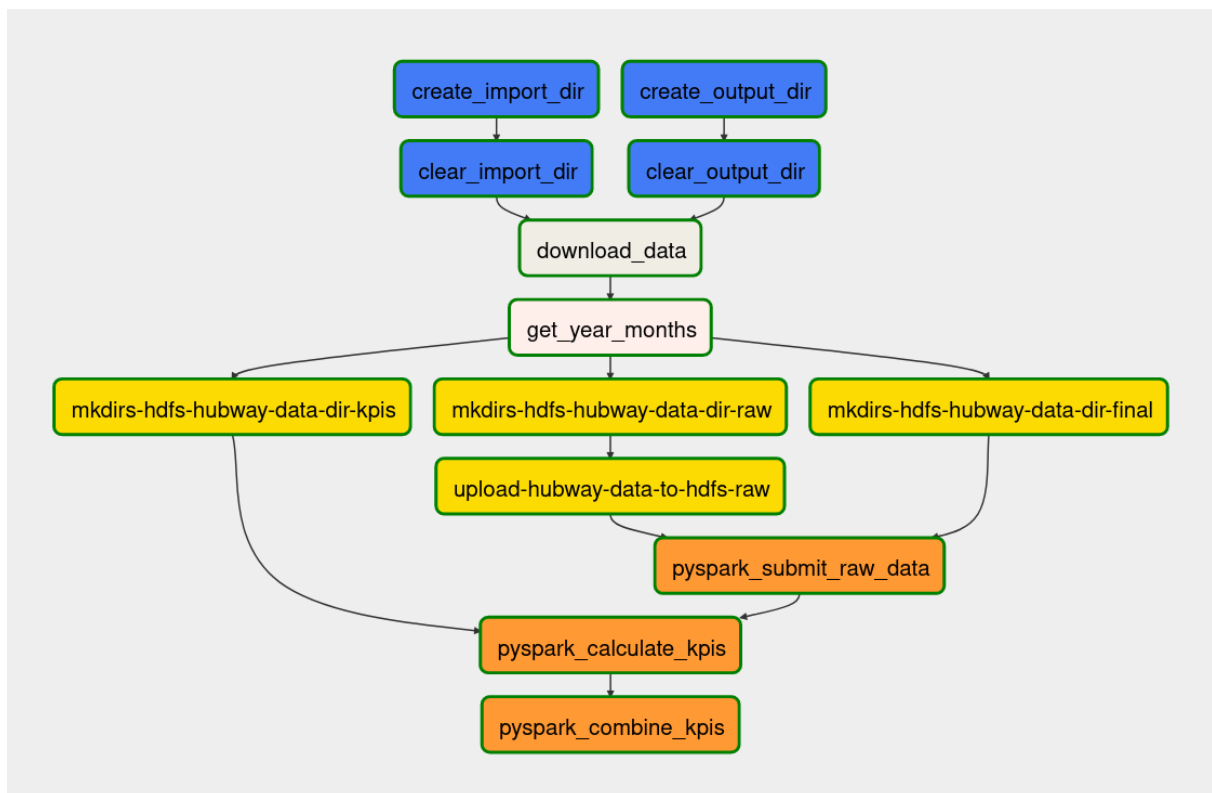 create_import_dir
create_output_dir
clear_import_dir
clear_output_dir
download_data
get_year_months
mkdirs-hdfs-hubway-data-dir-kpis
mkdirs-hdfs-hubway-data-dir-raw
mkdirs-hdfs-hubway-data-dir-final
upload-hubway-data-to-hdfs-raw
pyspark_submit_raw_data
pyspark_calculate_kpis
pyspark_combine_kpis